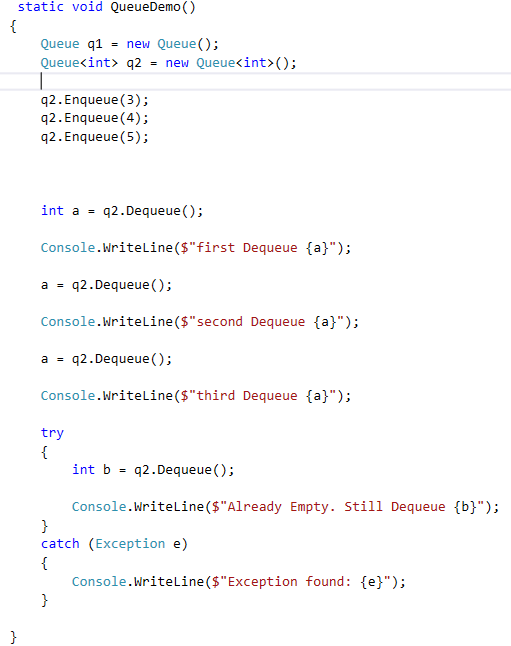 static void QueueDemo()
{
Queue q1 = new Queue();
Queue<int> q2 = new Queue<int>();
q2.Enqueue(3);
q2.Enqueue(4);
q2.Enqueue(5);
int a = q2.Dequeue();
Console.WriteLine($"first Dequeue {a}");
a = q2.Dequeue();
Console.WriteLine($"second Dequeue {a}");
a = q2.Dequeue();
Console.WriteLine($"third Dequeue {a}");
try
{
int b = q2.Dequeue();
Console.WriteLine($"Already Empty. Still Dequeue {b}");
}
catch (Exception e)
{
Console.WriteLine($"Exception found: {e}");
}
}